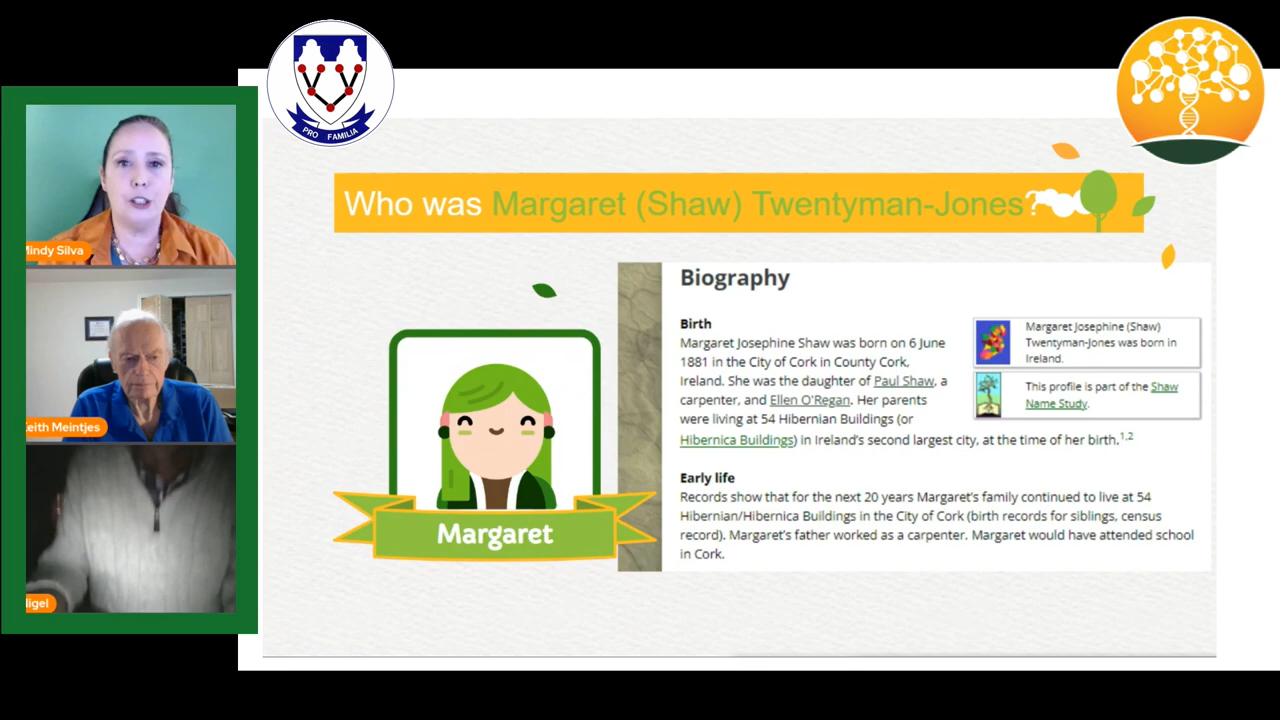 PRO FAMILIA
Who was Margaret (Shaw) Twentyman-Jones?
indy Silva
eith Meintjes
igel
Margaret
Biography
Birth
Margaret Josephine Shaw was born on 6 June
1881 in the City of Cork in County Cork,
Ireland. She was the daughter of Paul Shaw, a
carpenter, and Ellen O'Regan. Her parents
were living at 54 Hibernian Buildings (or
Hibernica Buildings) in Ireland's second largest city, at the time of her birth.1,2
Margaret Josephine (Shaw)
Twentyman-Jones was born in
Ireland.
This profile is part of the Shaw
Name Study.
Early life
Records show that for the next 20 years Margaret's family continued to live at 54
Hibernian/Hibernica Buildings in the City of Cork (birth records for siblings, census
record). Margaret's father worked as a carpenter. Margaret would have attended school
in Cork.